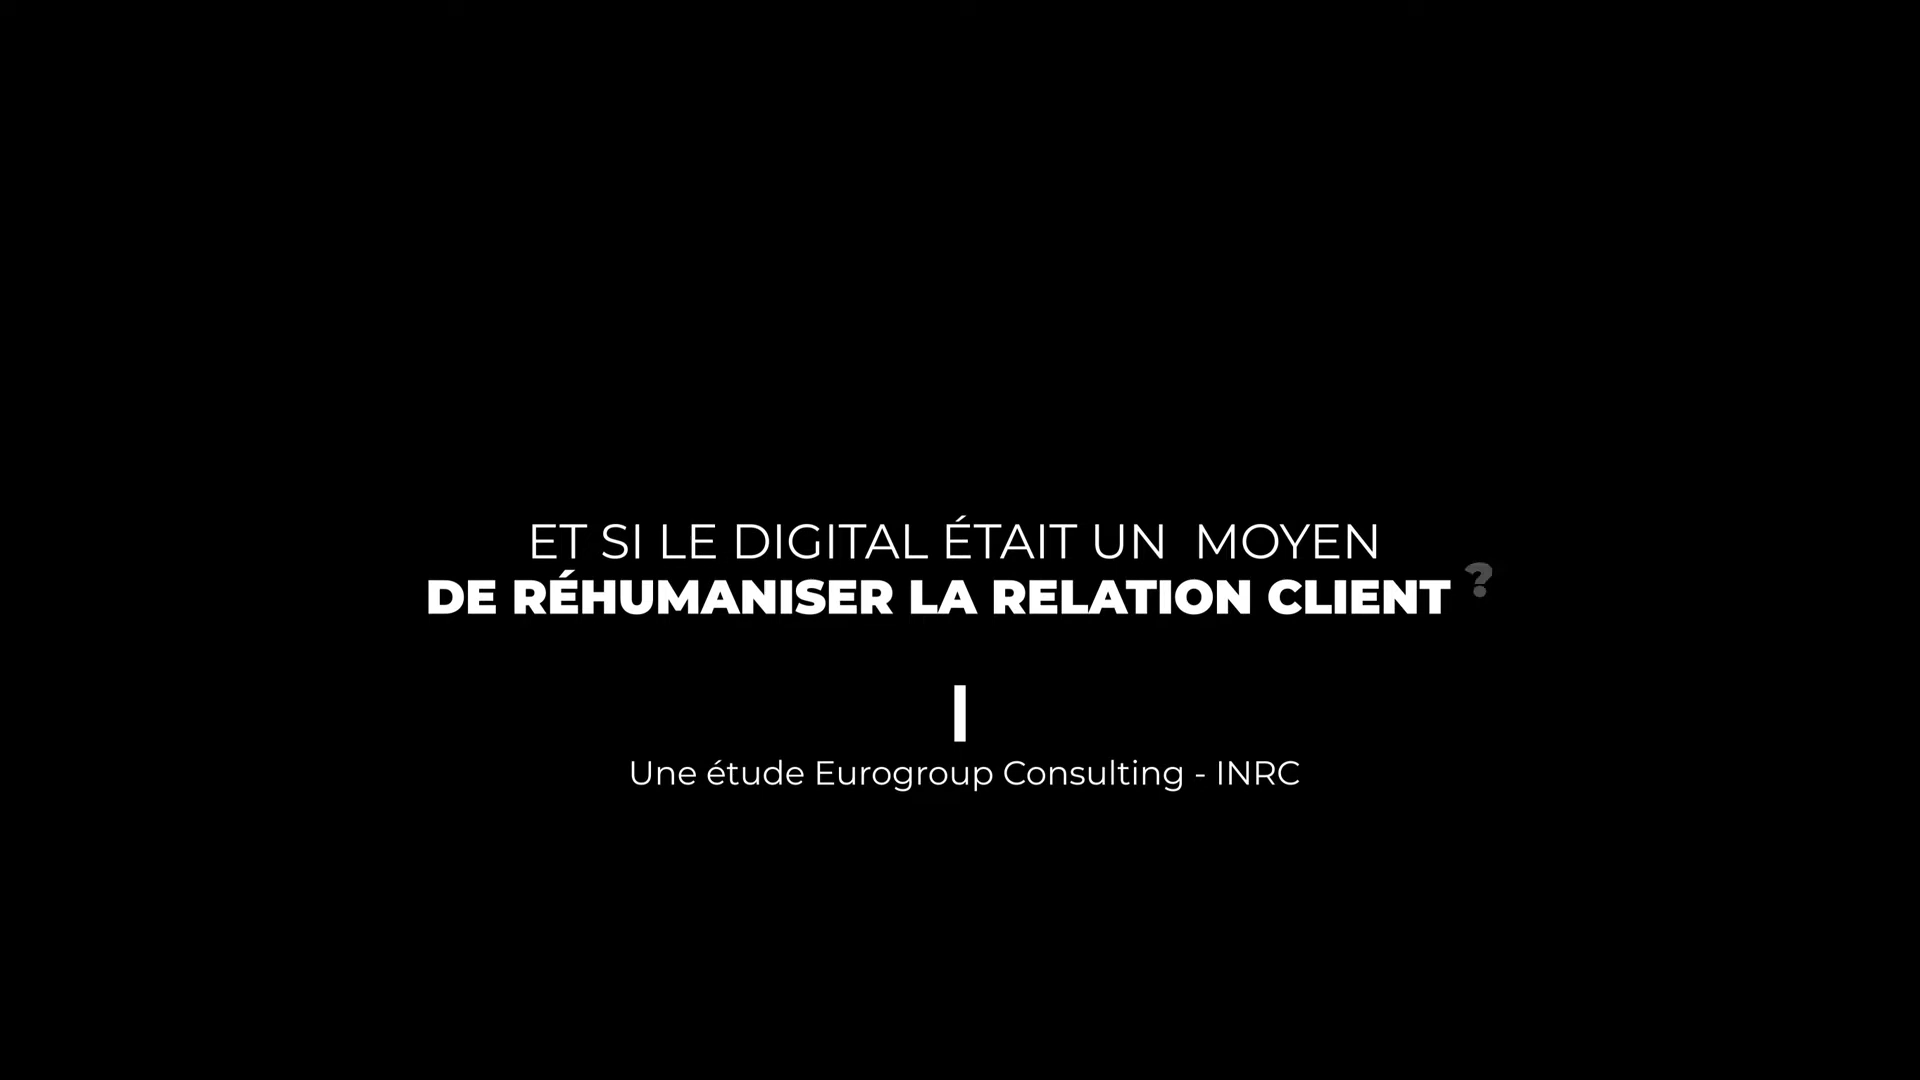 ET SI LE DIGITAL ÉTAIT UN  MOYEN
DE RÉHUMANISER LA RELATION CLIENT ?
Une étude Eurogroup Consulting - INRC